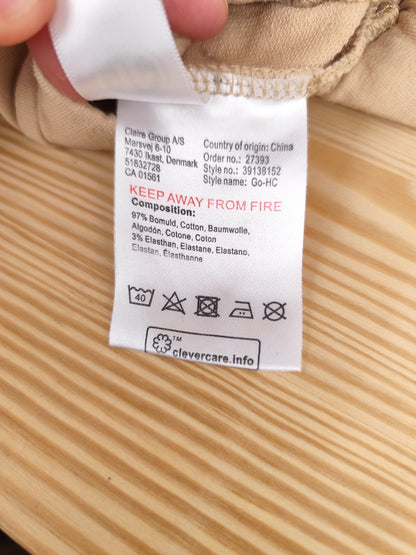 Claire Group A/S
Marsvej 6-10
7430 Ikast, Denmark
51832728
CA 01581
Country of origin: China
Order no.: 27393
Style no.: 39138152
Style name: Go-HC
KEEP AWAY FROM FIRE
Composition:
97% Bomuld, Cotton, Baumwolle,
Algodón, Cotone, Coton
3% Elasthan, Elastane, Elastano,
Elastan, Élasthanne
40
TM
clevercare.info